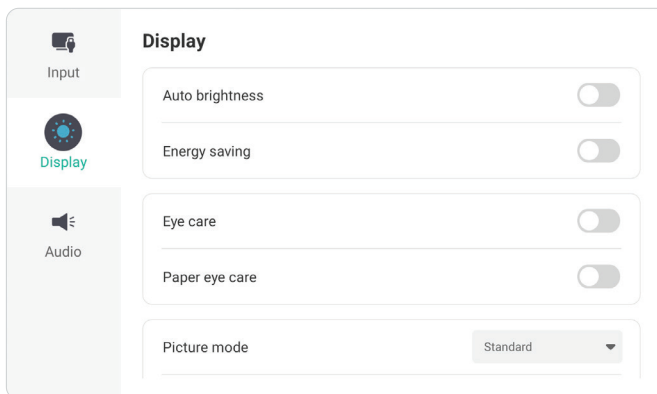 Input
Display
Audio
Display
Auto brightness
Energy saving
Eye care
Paper eye care
Picture mode
Standard